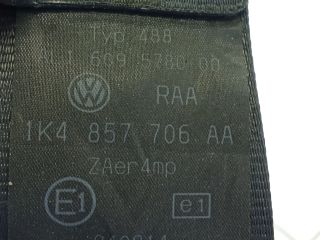 Typ 488
609 5780 00
RAA
1K4 857 706 AA
ZAer4mp
E1 e1